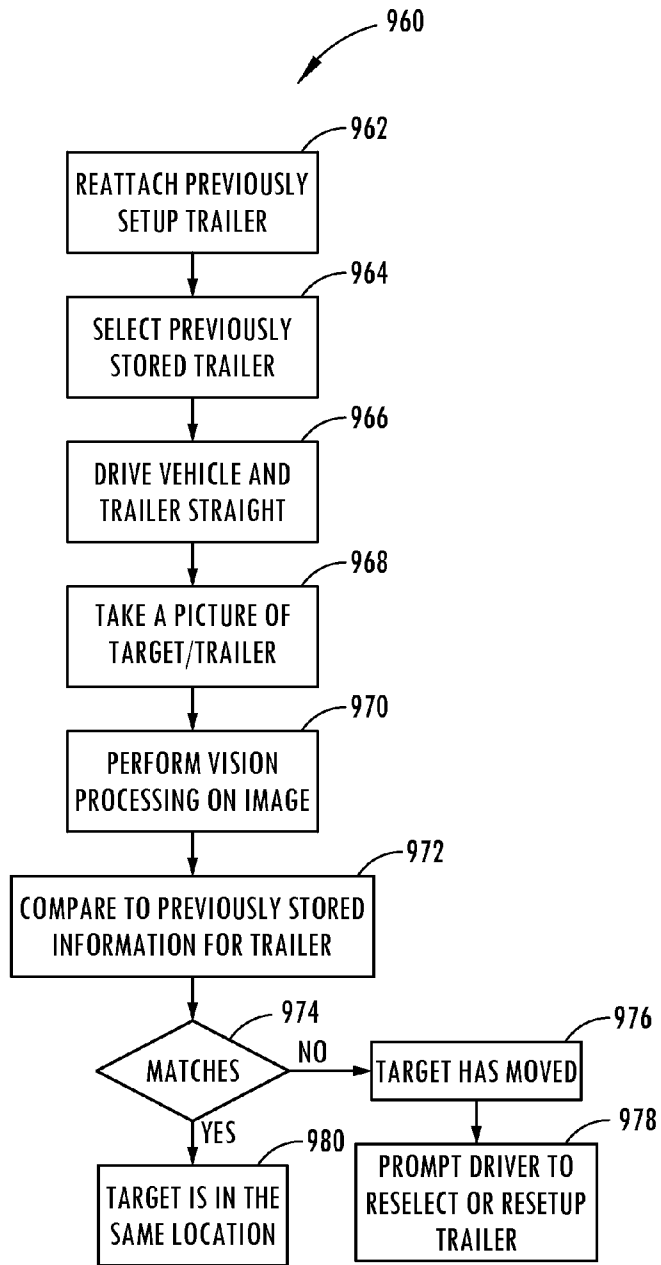 960
962
REATTACH PREVIOUSLY
SETUP TRAILER
964
SELECT PREVIOUSLY
STORED TRAILER
966
DRIVE VEHICLE AND
TRAILER STRAIGHT
968
TAKE A PICTURE OF
TARGET/TRAILER
970
PERFORM VISION
PROCESSING ON IMAGE
972
COMPARE TO PREVIOUSLY STORED
INFORMATION FOR TRAILER
974
MATCHES
NO
976
TARGET HAS MOVED
978
PROMPT DRIVER TO
RESELECT OR RESETUP
TRAILER
YES
980
TARGET IS IN THE
SAME LOCATION